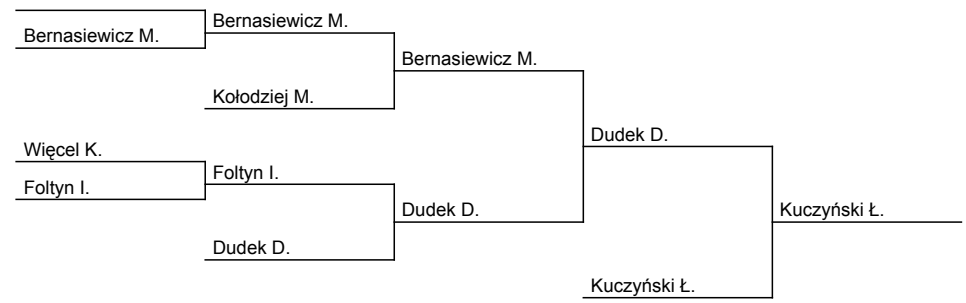 Bernasiewicz M.
Bernasiewicz M.
Bernasiewicz M.
Kołodziej M.
Dudek D.
Więcel K.
Foltyn I.
Foltyn I.
Dudek D.
Kuczyński Ł.
Dudek D.
Kuczyński Ł.